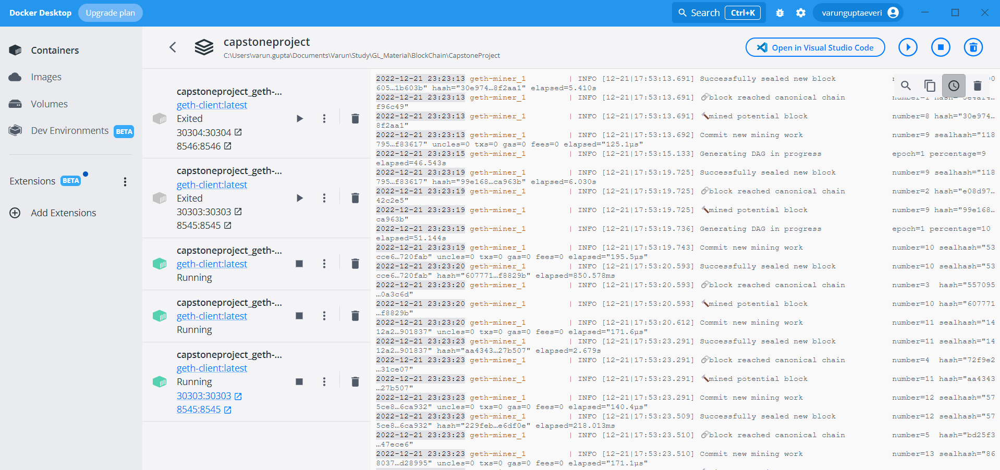 Docker Desktop
Upgrade plan
Search Ctrl+K
varunguptaeveri
Containers
Images
Volumes
Dev Environments BETA
Extensions BETA
Add Extensions
capstoneproject
C:\Users\varun.gupta\Documents\Varun\Study\GL_Material\BlockChain\CapstoneProject
Open in Visual Studio Code
capstoneproject_geth-...
geth-client:latest
Exited
30304:30304
8546:8546
capstoneproject_geth-...
geth-client:latest
Exited
30303:30303
8545:8545
capstoneproject_geth-...
geth-client:latest
Running
capstoneproject_geth-...
geth-client:latest
Running
capstoneproject_geth-...
geth-client:latest
Running
30303:30303
8545:8545
2022-12-21 23:23:13 geth-miner_1 | INFO [12-21|17:53:13.691] Successfully sealed new block
605…1b603b" hash="30e974…8f2aa1" elapsed=5.410s
2022-12-21 23:23:13 geth-miner_1 | INFO [12-21|17:53:13.691] 🔗block reached canonical chain
f96c49"
2022-12-21 23:23:13 geth-miner_1 | INFO [12-21|17:53:13.691] 🔨mined potential block number=8 hash="30e974…
8f2aa1"
2022-12-21 23:23:13 geth-miner_1 | INFO [12-21|17:53:13.692] Commit new mining work number=9 sealhash="118
795…f83617" uncles=0 txs=0 gas=0 fees=0 elapsed="125.1µs"
2022-12-21 23:23:15 geth-miner_1 | INFO [12-21|17:53:15.133] Generating DAG in progress epoch=1 percentage=9
elapsed=46.543s
2022-12-21 23:23:19 geth-miner_1 | INFO [12-21|17:53:19.725] Successfully sealed new block number=9 sealhash="118
795…f83617" hash="99e168…ca963b" elapsed=6.030s
2022-12-21 23:23:19 geth-miner_1 | INFO [12-21|17:53:19.725] 🔗block reached canonical chain number=2 hash="e08d97…
42c2e5"
2022-12-21 23:23:19 geth-miner_1 | INFO [12-21|17:53:19.725] 🔨mined potential block number=9 hash="99e168…
ca963b"
2022-12-21 23:23:19 geth-miner_1 | INFO [12-21|17:53:19.736] Generating DAG in progress epoch=1 percentage=10
elapsed=51.144s
2022-12-21 23:23:19 geth-miner_1 | INFO [12-21|17:53:19.743] Commit new mining work number=10 sealhash="53
cce6…720fab" uncles=0 txs=0 gas=0 fees=0 elapsed="195.5µs"
2022-12-21 23:23:20 geth-miner_1 | INFO [12-21|17:53:20.593] Successfully sealed new block number=10 sealhash="53
cce6…720fab" hash="607771…f8829b" elapsed=850.578ms
2022-12-21 23:23:20 geth-miner_1 | INFO [12-21|17:53:20.593] 🔗block reached canonical chain number=3 hash="557095
…0a3c6d"
2022-12-21 23:23:20 geth-miner_1 | INFO [12-21|17:53:20.593] 🔨mined potential block number=10 hash="607771
…f8829b"
2022-12-21 23:23:20 geth-miner_1 | INFO [12-21|17:53:20.612] Commit new mining work number=11 sealhash="14
12a2…901837" uncles=0 txs=0 gas=0 fees=0 elapsed="171.6µs"
2022-12-21 23:23:23 geth-miner_1 | INFO [12-21|17:53:23.291] Successfully sealed new block number=11 sealhash="14
12a2…901837" hash="aa4343…27b507" elapsed=2.679s
2022-12-21 23:23:23 geth-miner_1 | INFO [12-21|17:53:23.291] 🔗block reached canonical chain number=4 hash="72f9e2
…31ce07"
2022-12-21 23:23:23 geth-miner_1 | INFO [12-21|17:53:23.291] 🔨mined potential block number=11 hash="aa4343
…27b507"
2022-12-21 23:23:23 geth-miner_1 | INFO [12-21|17:53:23.291] Commit new mining work number=12 sealhash="57
5ce8…6ca932" uncles=0 txs=0 gas=0 fees=0 elapsed="140.4µs"
2022-12-21 23:23:23 geth-miner_1 | INFO [12-21|17:53:23.509] Successfully sealed new block number=12 sealhash="57
5ce8…6ca932" hash="229feb…e6df0e" elapsed=218.013ms
2022-12-21 23:23:23 geth-miner_1 | INFO [12-21|17:53:23.510] 🔗block reached canonical chain number=5 hash="bd25f3
…47ece6"
2022-12-21 23:23:23 geth-miner_1 | INFO [12-21|17:53:23.510] Commit new mining work number=13 sealhash="86
8037…d28995" uncles=0 txs=0 gas=0 fees=0 elapsed="171.1µs"